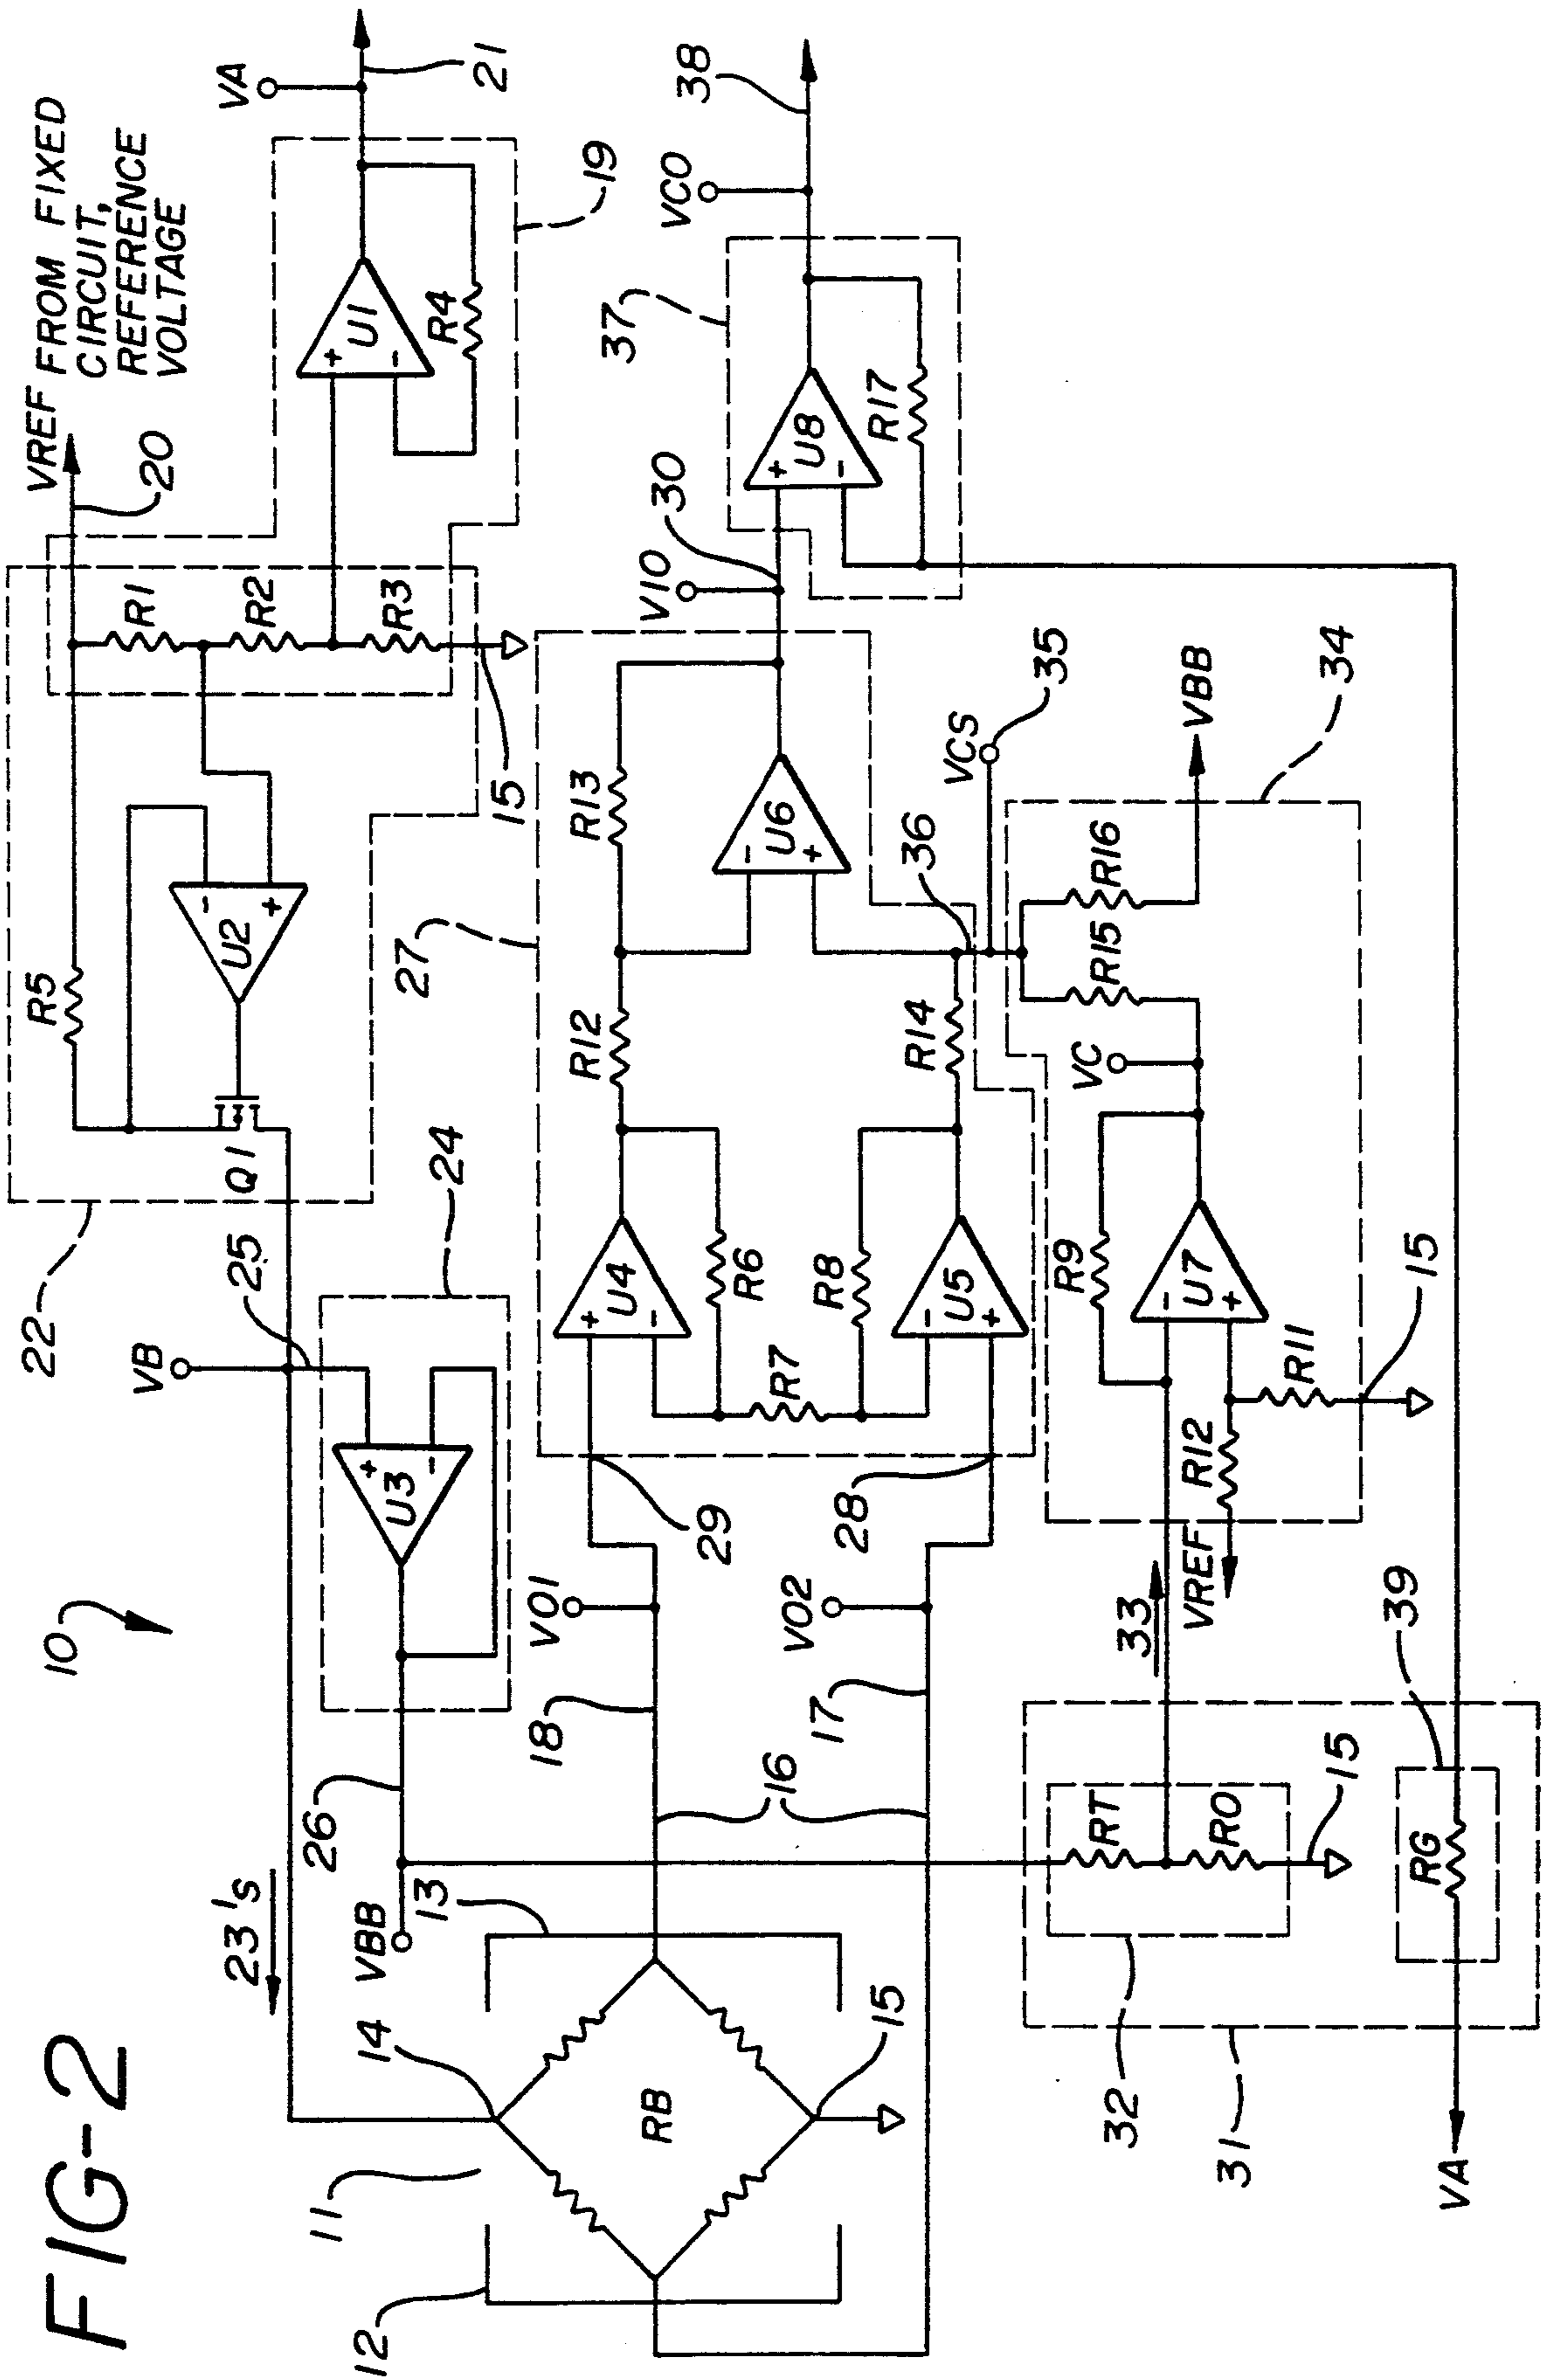 FIG-2
10
VREF FROM FIXED
CIRCUIT,
REFERENCE
VOLTAGE
20
VA
21
19
U1
+
-
R4
R1
R2
R3
15
R5
U2
-
+
Q1
22
25
VB
24
U3
+
-
23's
26
VBB
13
14
11
12
RB
15
16
18
17
VO1
VO2
29
28
27
U4
+
-
R6
R7
R8
U5
-
+
R12
R13
R14
U6
-
+
V10
30
37
U8
+
-
R17
VCO
38
36
VCS
35
34
R15
R16
VBB
VC
R9
U7
-
+
R11
R12
15
VREF
33
RT
RO
15
32
31
39
RG
VA